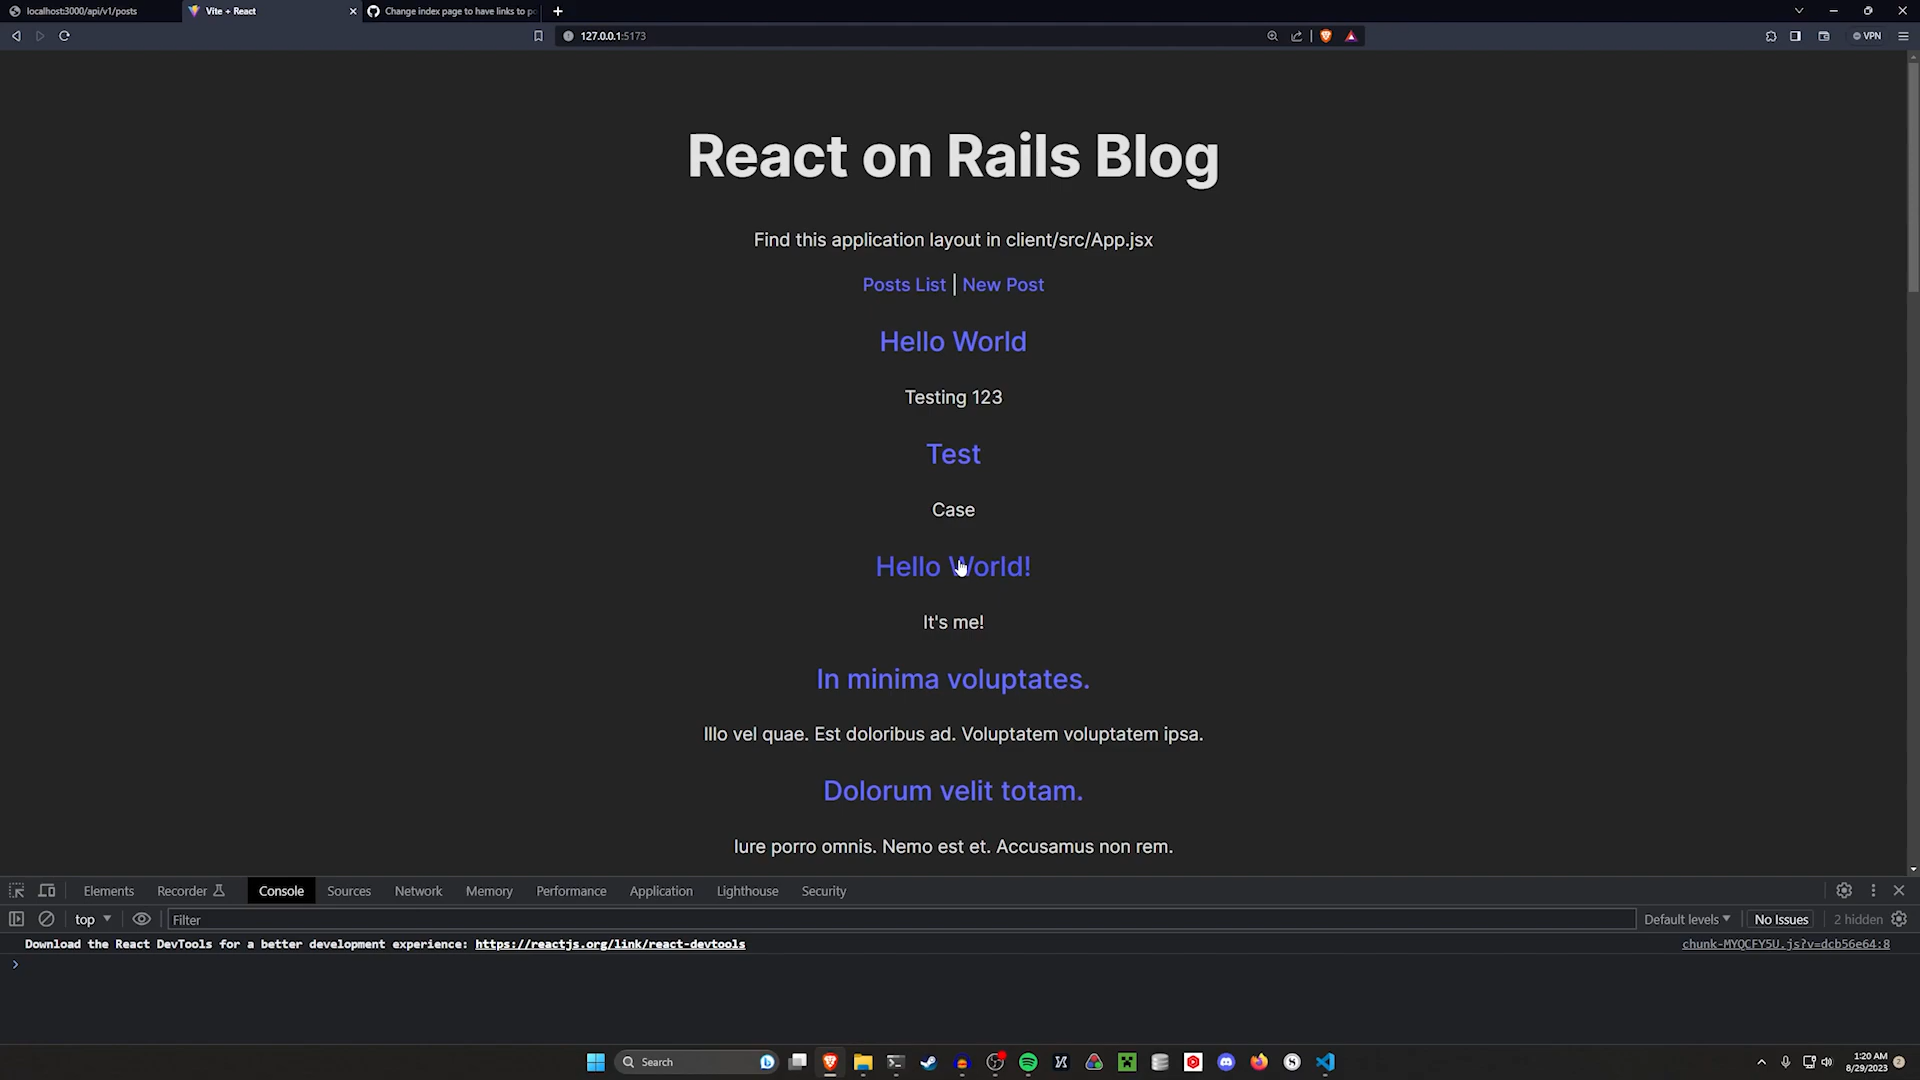 localhost:3000/api/v1/posts
Vite + React
Change index page to have links to po
127.0.0.1:5173
VPN
React on Rails Blog
Find this application layout in client/src/App.jsx
Posts List | New Post
Hello World
Testing 123
Test
Case
Hello World!
It's me!
In minima voluptates.
Illo vel quae. Est doloribus ad. Voluptatem voluptatem ipsa.
Dolorum velit totam.
Iure porro omnis. Nemo est et. Accusamus non rem.
Elements Recorder Console Sources Network Memory Performance Application Lighthouse Security
top Filter Default levels No Issues 2 hidden
Download the React DevTools for a better development experience: https://reactjs.org/link/react-devtools chunk-MYQCFY5U.js?v=dcb56e64:8
Search
1:20 AM
8/29/2023
2